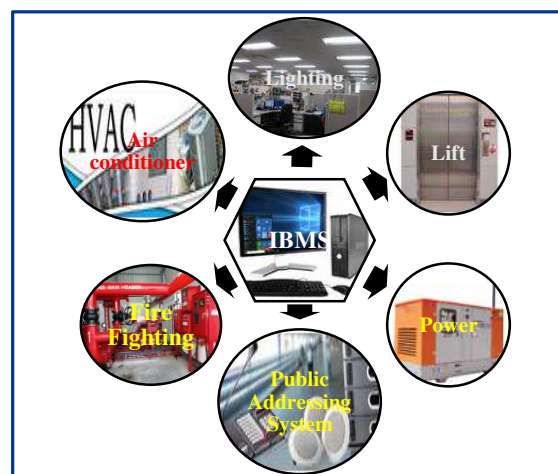 Lighting
HVAC
Air
conditioner
Lift
IBMS
Fire
Fighting
Power
Public
Addressing
System